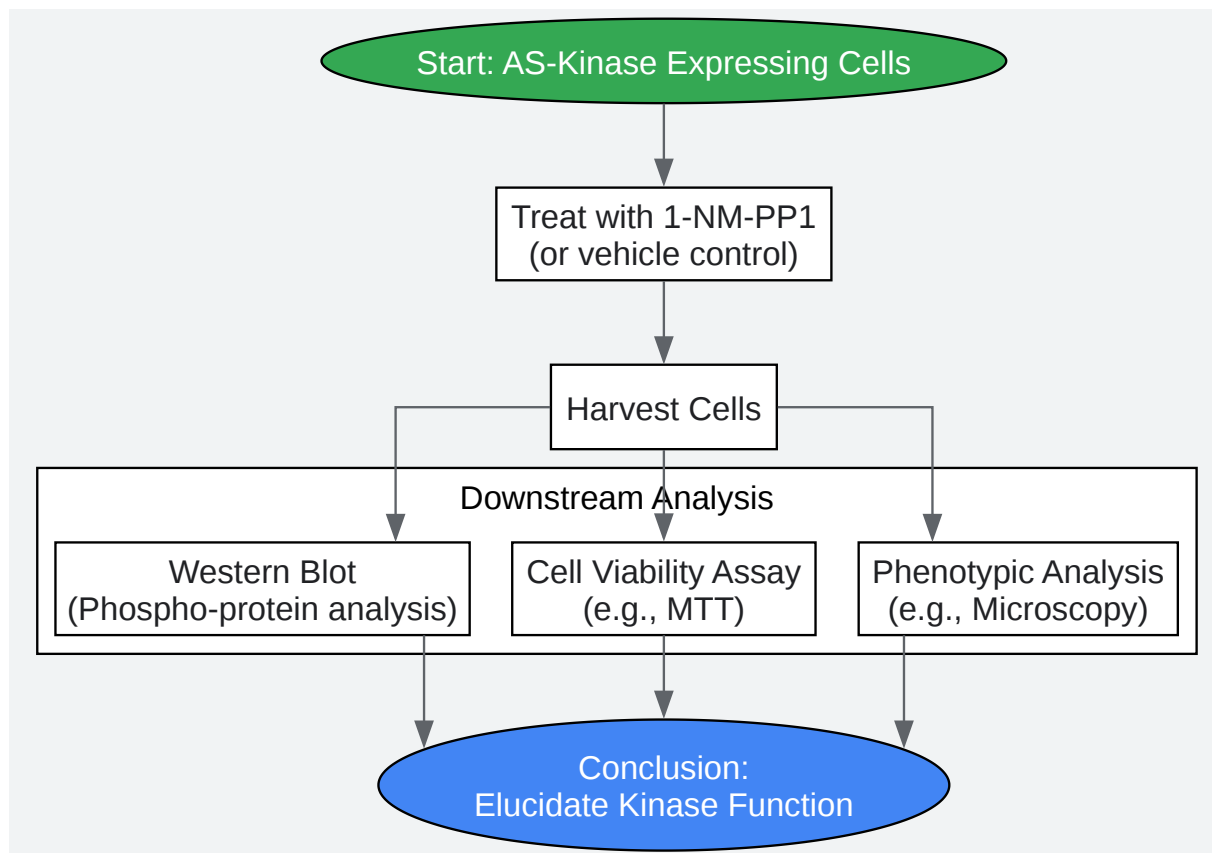 Start: AS-Kinase Expressing Cells
Treat with 1-NM-PP1
(or vehicle control)
Harvest Cells
Downstream Analysis
Western Blot
(Phospho-protein analysis)
Cell Viability Assay
(e.g., MTT)
Phenotypic Analysis
(e.g., Microscopy)
Conclusion:
Elucidate Kinase Function